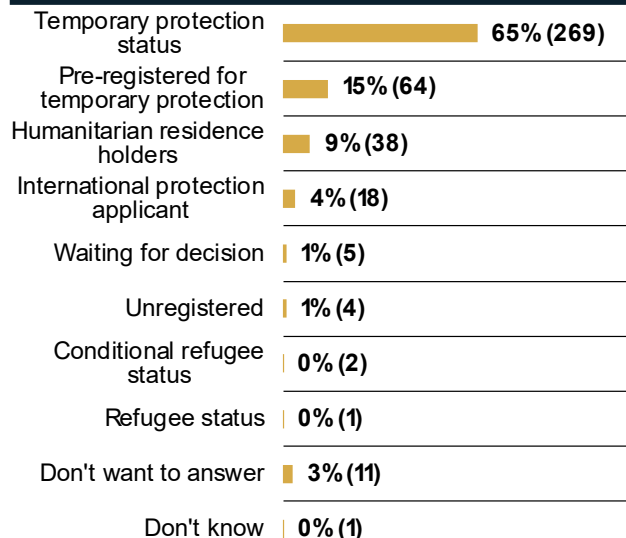 Temporary protection
status
65% (269)
Pre-registered for
temporary protection
15% (64)
Humanitarian residence
holders
9% (38)
International protection
applicant
4% (18)
Waiting for decision
1% (5)
Unregistered
1% (4)
Conditional refugee
status
0% (2)
Refugee status
0% (1)
Don't want to answer
3% (11)
Don't know
0% (1)